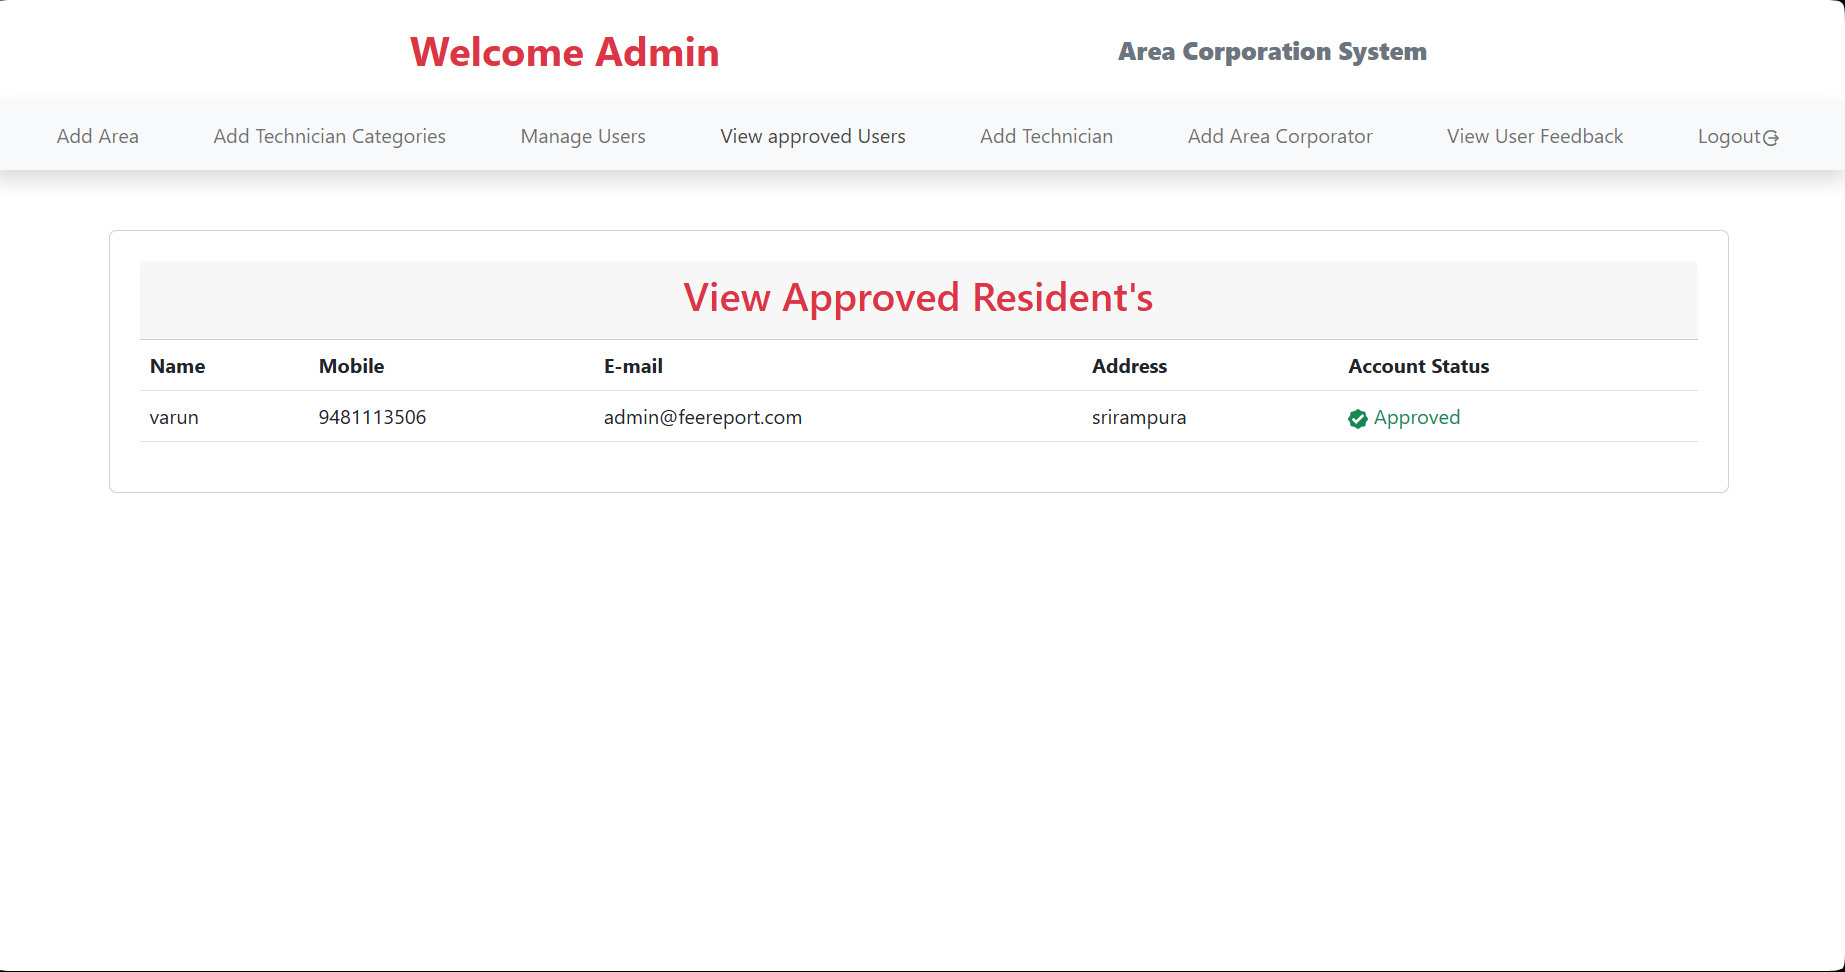 Welcome Admin
Area Corporation System
Add Area Add Technician Categories Manage Users View approved Users Add Technician Add Area Corporator View User Feedback Logout
View Approved Resident's
Name Mobile E-mail Address Account Status
varun 9481113506 admin@feereport.com srirampura Approved